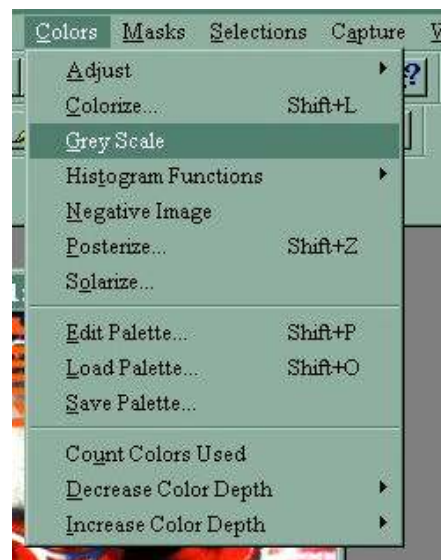 Colors Masks Selections Capture
Adjust
?
Colorize... Shift+L
Grey Scale
Histogram Functions
Negative Image
Posterize... Shift+Z
Solarize...
Edit Palette... Shift+P
Load Palette... Shift+O
Save Palette...
Count Colors Used
Decrease Color Depth
Increase Color Depth